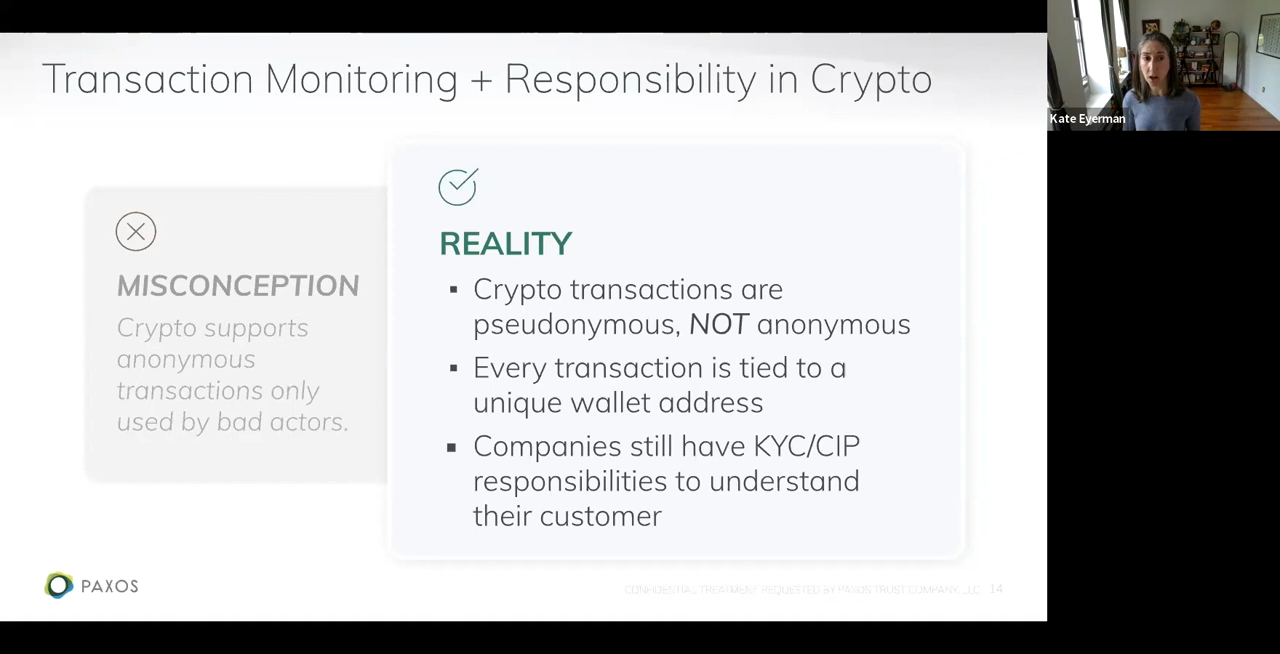 Transaction Monitoring + Responsibility in Crypto
Kate Eyerman
MISCONCEPTION
Crypto supports
anonymous
transactions only
used by bad actors.
REALITY
▪ Crypto transactions are
pseudonymous, NOT anonymous
▪ Every transaction is tied to a
unique wallet address
▪ Companies still have KYC/CIP
responsibilities to understand
their customer
PAXOS
CONFIDENTIAL TREATMENT REQUESTED BY PAXOS TRUST COMPANY, LLC 14